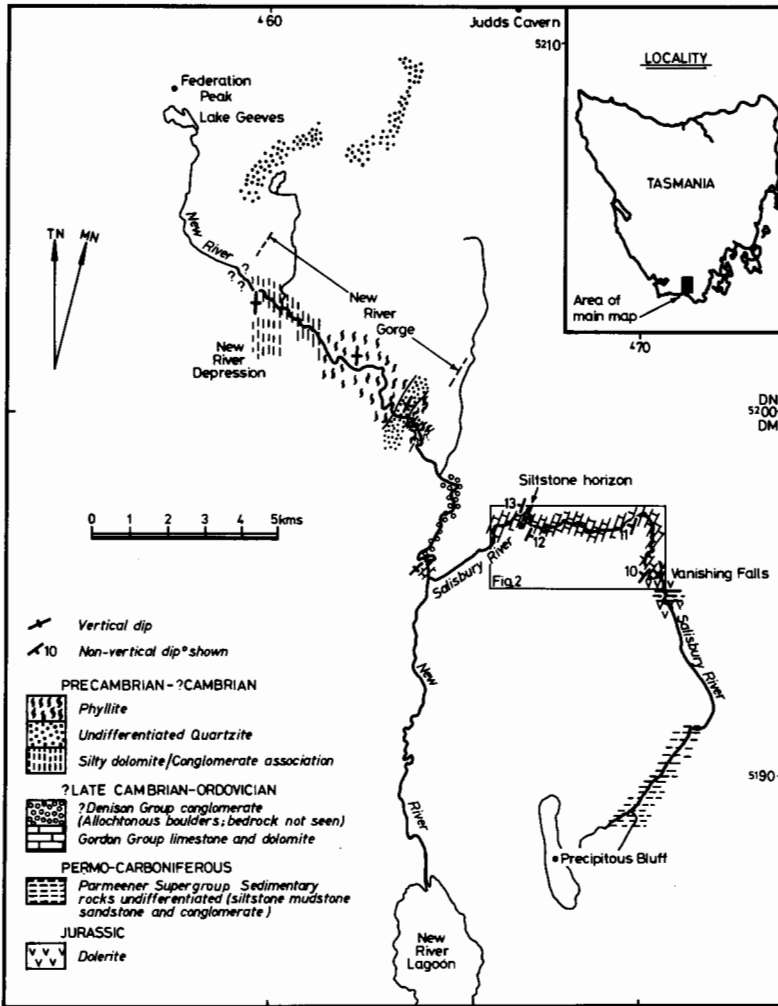 460
Judds Cavern
5210
LOCALITY
TASMANIA
Area of
main map
470
Federation
Peak
Lake Geeves
TN MN
New
River
? ?
?
New
River
Gorge
New
River
Depression
DN
5200
DM
Siltstone horizon
13
12
11
10
Vanishing Falls
Fig.2
Salisbury River
Salisbury
River
0 1 2 3 4 5kms
New
River
Precipitous Bluff
5190
New
River
Lagoon
Vertical dip
10 Non-vertical dip° shown
PRECAMBRIAN-?CAMBRIAN
Phyllite
Undifferentiated Quartzite
Silty dolomite/Conglomerate association
?LATE CAMBRIAN-ORDOVICIAN
?Denison Group conglomerate
(Allochtonous boulders; bedrock not seen)
Gordon Group limestone and dolomite
PERMO-CARBONIFEROUS
Parmeener Supergroup Sedimentary
rocks undifferentiated (siltstone mudstone
sandstone and conglomerate)
JURASSIC
Dolerite